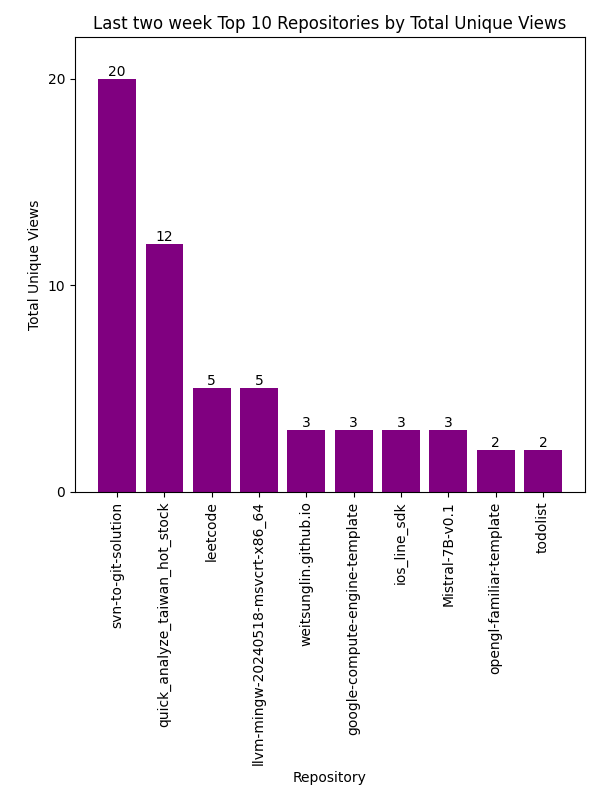 Last two week Top 10 Repositories by Total Unique Views
Total Unique Views
20
10
0
20
12
5
5
3
3
3
3
2
2
svn-to-git-solution
quick_analyze_taiwan_hot_stock
leetcode
llvm-mingw-20240518-msvcrt-x86_64
weitsunglin.github.io
google-compute-engine-template
ios_line_sdk
Mistral-7B-v0.1
opengl-familiar-template
todolist
Repository